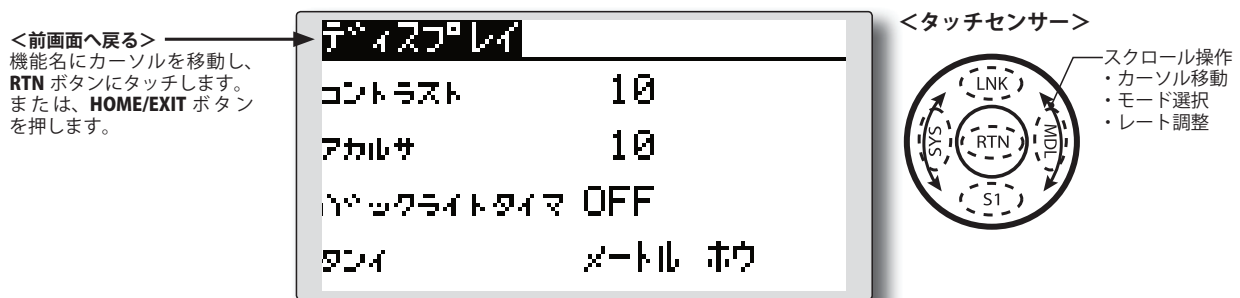 ＜前画面へ戻る＞
機能名にカーソルを移動し、
RTN ボタンにタッチします。
または、HOME/EXIT ボタン
を押します。
ディスプレイ
コントラスト 10
アカルサ 10
バックライトタイマ OFF
タンイ メートル ホウ
＜タッチセンサー＞
LNK
SYS
RTN
MDL
S1
スクロール操作
・カーソル移動
・モード選択
・レート調整